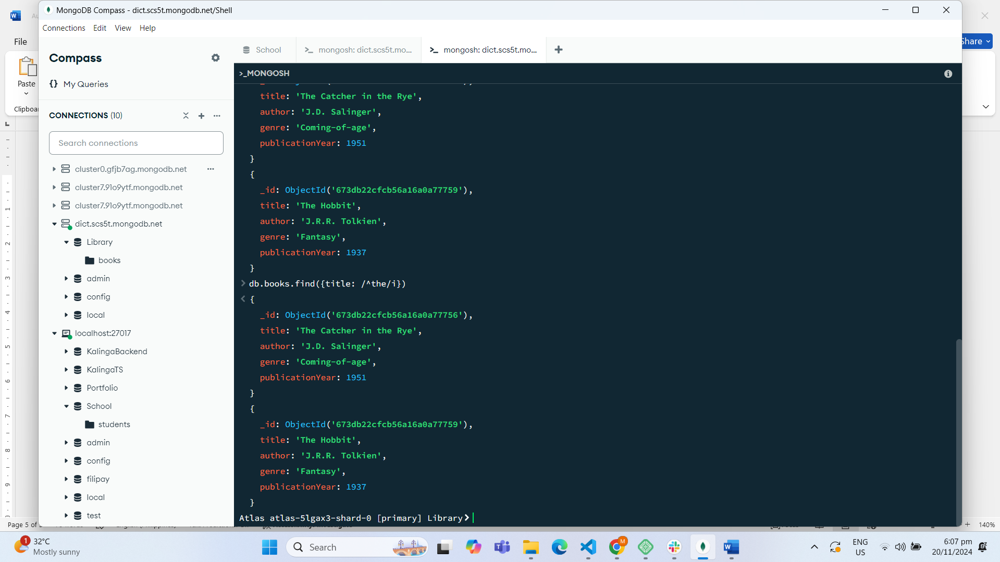 MongoDB Compass - dict.scs5t.mongodb.net/Shell
Connections Edit View Help
File
Share
Paste
Clipboar
Compass
My Queries
CONNECTIONS (10)
Search connections
cluster0.gfjb7ag.mongodb.net
cluster7.91o9ytf.mongodb.net
cluster7.91o9ytf.mongodb.net
dict.scs5t.mongodb.net
Library
books
admin
config
local
localhost:27017
KalingaBackend
KalingaTS
Portfolio
School
students
admin
config
filipay
local
test
School
mongosh: dict.scs5t.mo...
mongosh: dict.scs5t.mo...
>_MONGOSH
title: 'The Catcher in the Rye',
author: 'J.D. Salinger',
genre: 'Coming-of-age',
publicationYear: 1951
}
{
_id: ObjectId('673db22cfcb56a16a0a77759'),
title: 'The Hobbit',
author: 'J.R.R. Tolkien',
genre: 'Fantasy',
publicationYear: 1937
}
> db.books.find({title: /^the/i})
< {
_id: ObjectId('673db22cfcb56a16a0a77756'),
title: 'The Catcher in the Rye',
author: 'J.D. Salinger',
genre: 'Coming-of-age',
publicationYear: 1951
}
{
_id: ObjectId('673db22cfcb56a16a0a77759'),
title: 'The Hobbit',
author: 'J.R.R. Tolkien',
genre: 'Fantasy',
publicationYear: 1937
}
Atlas atlas-5lgax3-shard-0 [primary] Library>
Page 5 of
140%
1
32°C
Mostly sunny
Search
M
ENG
US
6:07 pm
20/11/2024